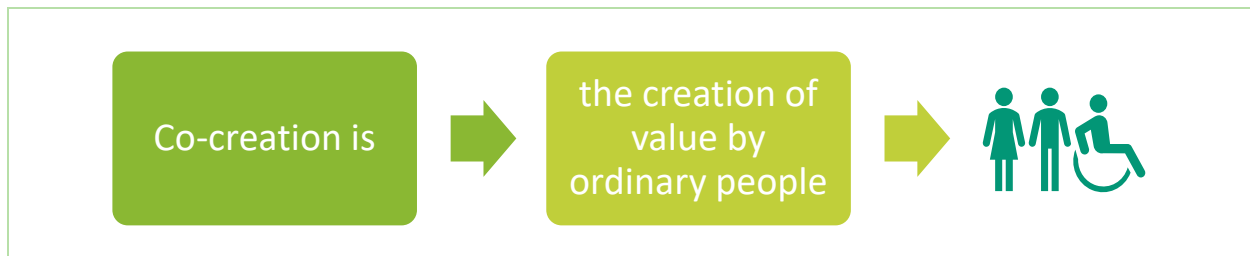 Co-creation is
the creation of
value by
ordinary people